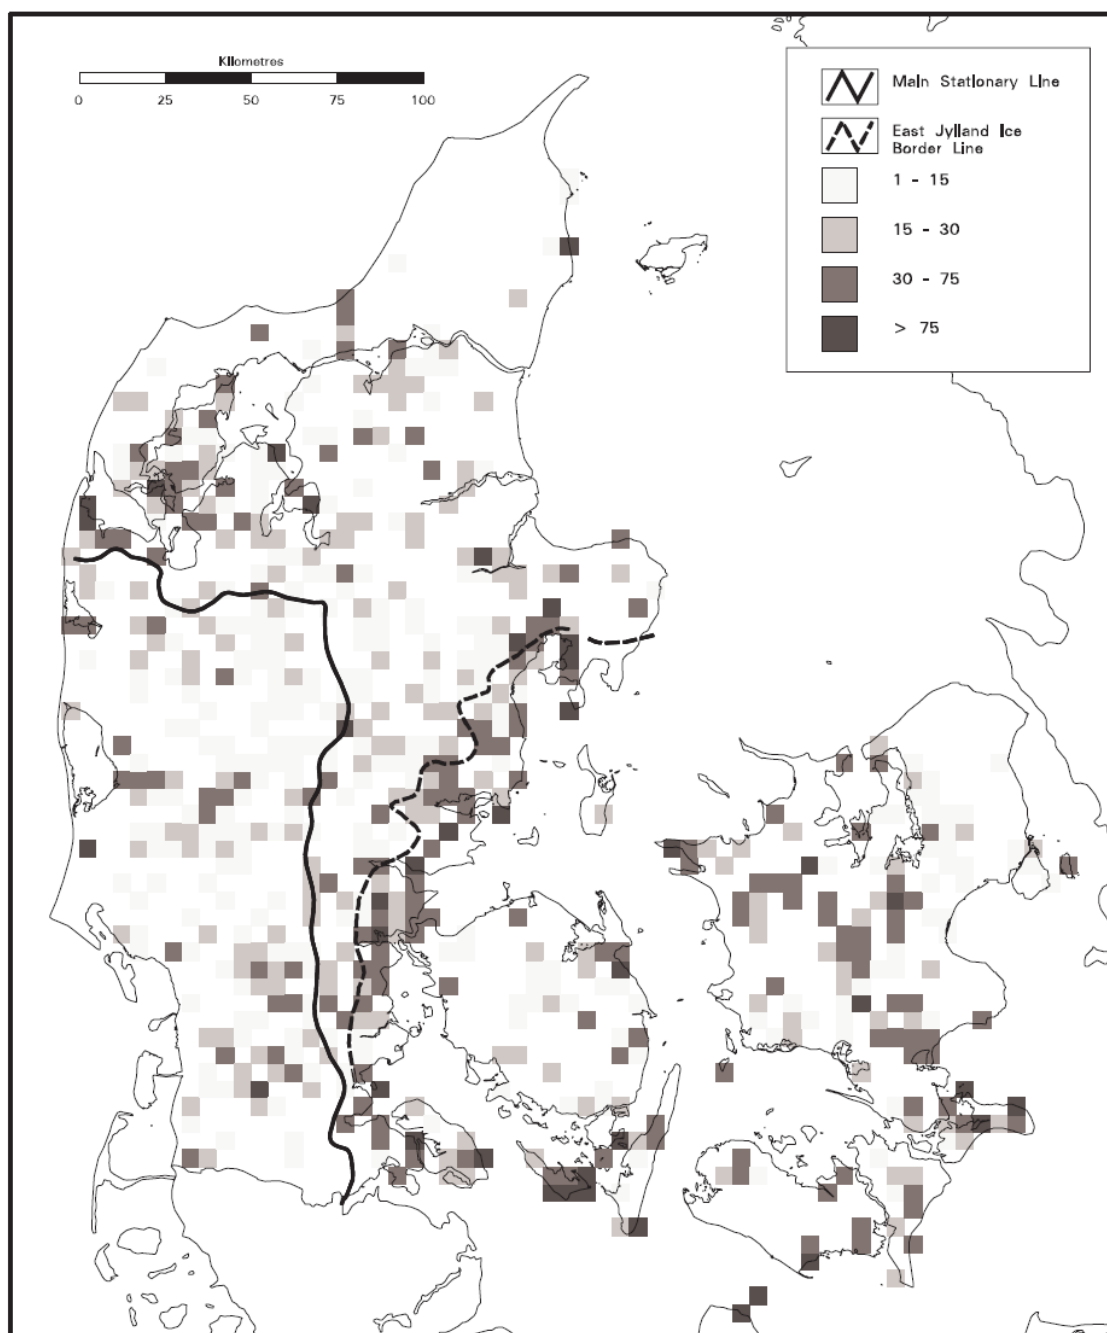 Kilometres
0 25 50 75 100
Main Stationary Line
East Jylland Ice
Border Line
1 - 15
15 - 30
30 - 75
> 75